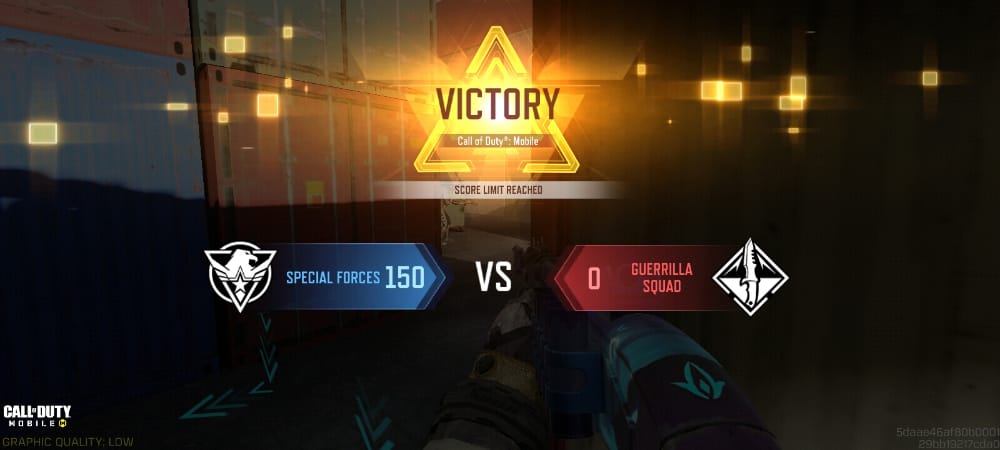 VICTORY
Call of Duty®: Mobile
SCORE LIMIT REACHED
SPECIAL FORCES 150
VS
0 GUERRILLA
SQUAD
CALL OF DUTY
MOBILE
GRAPHIC QUALITY: LOW
5daae46af80b0001
29bb19217cda0